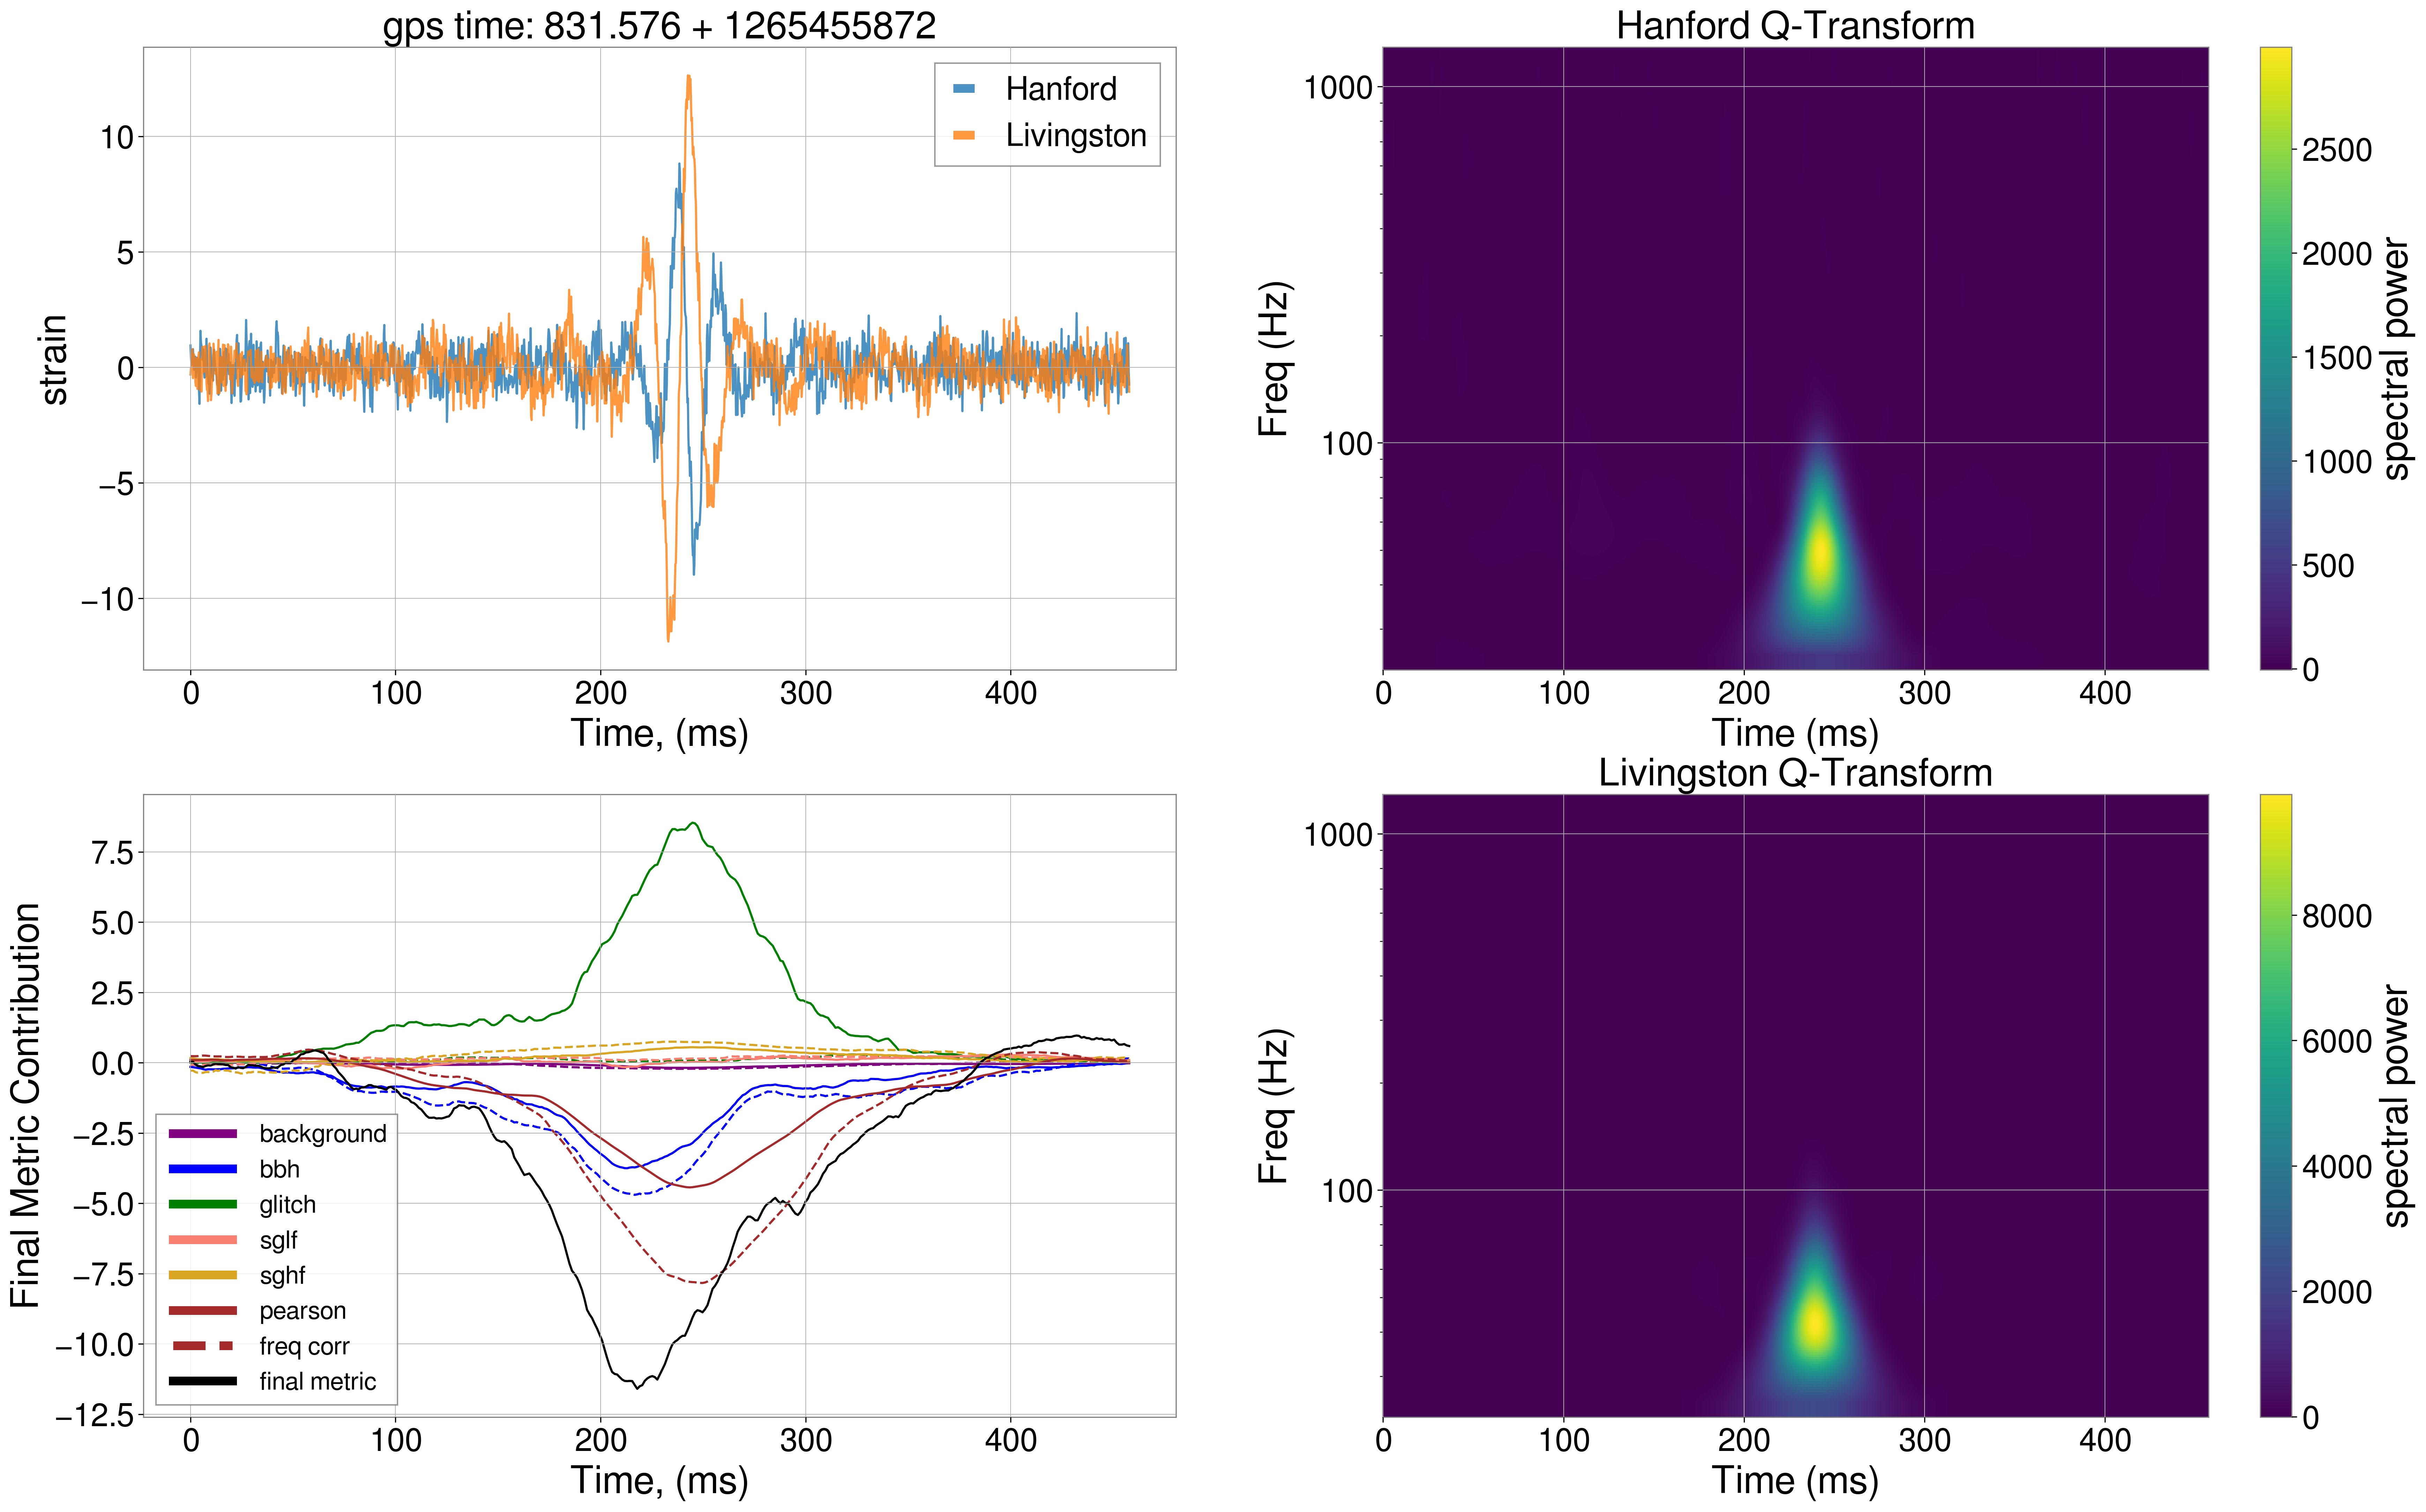 gps time: 831.576 + 1265455872
strain
10
5
0
−5
−10
Hanford
Livingston
0 100 200 300 400
Time, (ms)
Hanford Q-Transform
Freq (Hz)
1000
100
0 100 200 300 400
Time (ms)
2500
2000
1500
1000
500
0
spectral power
Final Metric Contribution
7.5
5.0
2.5
0.0
−2.5
−5.0
−7.5
−10.0
−12.5
background
bbh
glitch
sglf
sghf
pearson
freq corr
final metric
0 100 200 300 400
Time, (ms)
Livingston Q-Transform
Freq (Hz)
1000
100
0 100 200 300 400
Time (ms)
8000
6000
4000
2000
0
spectral power